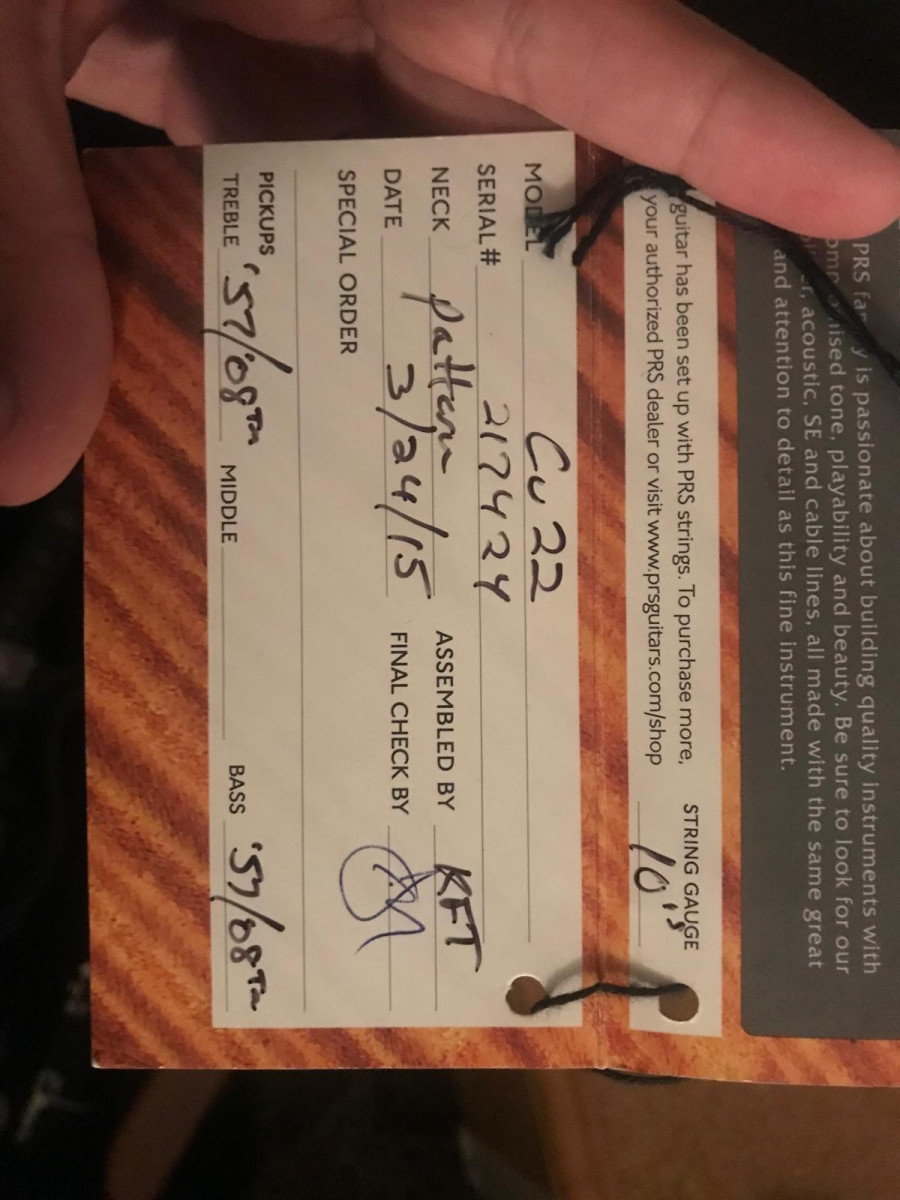 PRS family is passionate about building quality instruments with
uncompromised tone, playability and beauty. Be sure to look for our
acoustic, SE and cable lines, all made with the same great
and attention to detail as this fine instrument.
guitar has been set up with PRS strings. To purchase more,
your authorized PRS dealer or visit www.prsguitars.com/shop
STRING GAUGE 10's
MODEL Cu 22
SERIAL # 217424
NECK Pattern ASSEMBLED BY KFT
DATE 3/24/15 FINAL CHECK BY
SPECIAL ORDER
PICKUPS
TREBLE '57/08™ MIDDLE BASS '57/08™